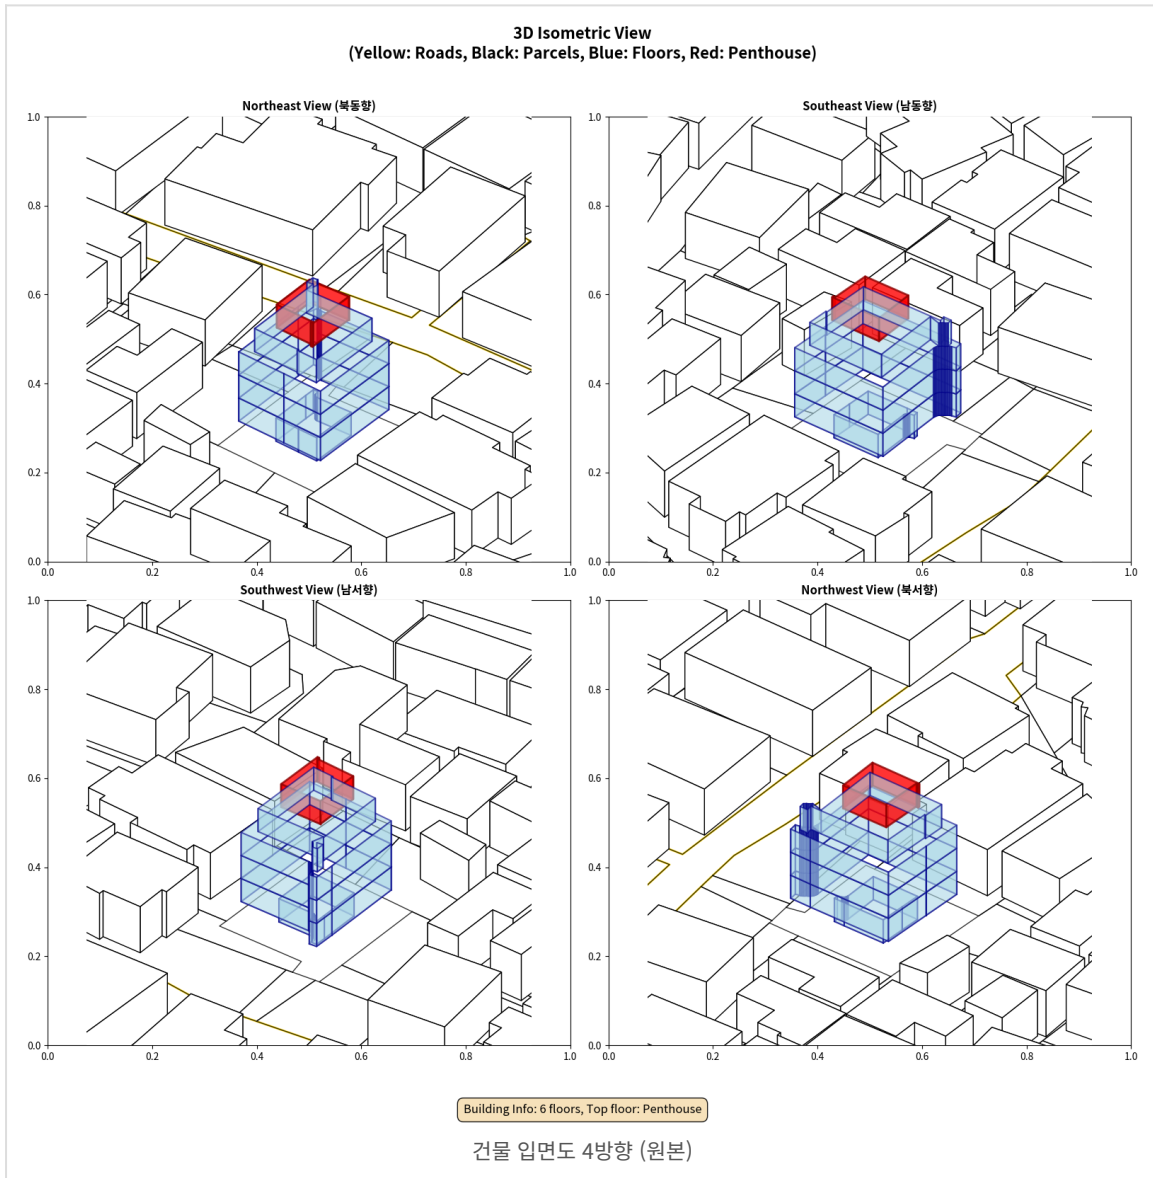 3D Isometric View
(Yellow: Roads, Black: Parcels, Blue: Floors, Red: Penthouse)
Northeast View (북동향)
1.0
0.8
0.6
0.4
0.2
0.0
0.0 0.2 0.4 0.6 0.8 1.0
Southeast View (남동향)
1.0
0.8
0.6
0.4
0.2
0.0
0.0 0.2 0.4 0.6 0.8 1.0
Southwest View (남서향)
1.0
0.8
0.6
0.4
0.2
0.0
0.0 0.2 0.4 0.6 0.8 1.0
Northwest View (북서향)
1.0
0.8
0.6
0.4
0.2
0.0
0.0 0.2 0.4 0.6 0.8 1.0
Building Info: 6 floors, Top floor: Penthouse
건물 입면도 4방향 (원본)